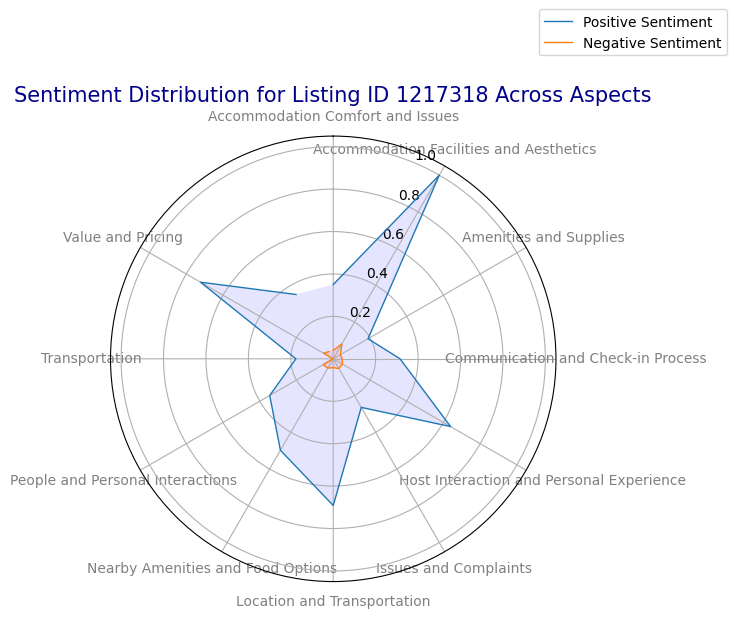 Positive Sentiment
Negative Sentiment
Sentiment Distribution for Listing ID 1217318 Across Aspects
Accommodation Comfort and Issues
Accommodation Facilities and Aesthetics
1.0
0.8
Value and Pricing
0.6
Amenities and Supplies
0.4
0.2
Transportation
Communication and Check-in Process
People and Personal Interactions
Host Interaction and Personal Experience
Nearby Amenities and Food Options
Issues and Complaints
Location and Transportation